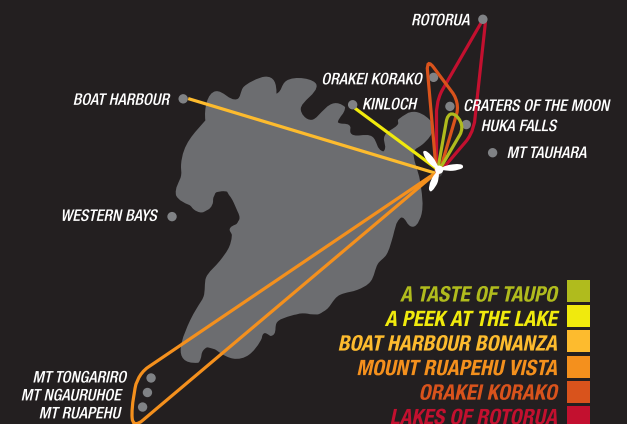 ROTORUA
ORAKEI KORAKO
BOAT HARBOUR
KINLOCH
CRATERS OF THE MOON
HUKA FALLS
MT TAUHARA
WESTERN BAYS
A TASTE OF TAUPO
A PEEK AT THE LAKE
BOAT HARBOUR BONANZA
MOUNT RUAPEHU VISTA
ORAKEI KORAKO
LAKES OF ROTORUA
MT TONGARIRO
MT NGAURUHOE
MT RUAPEHU